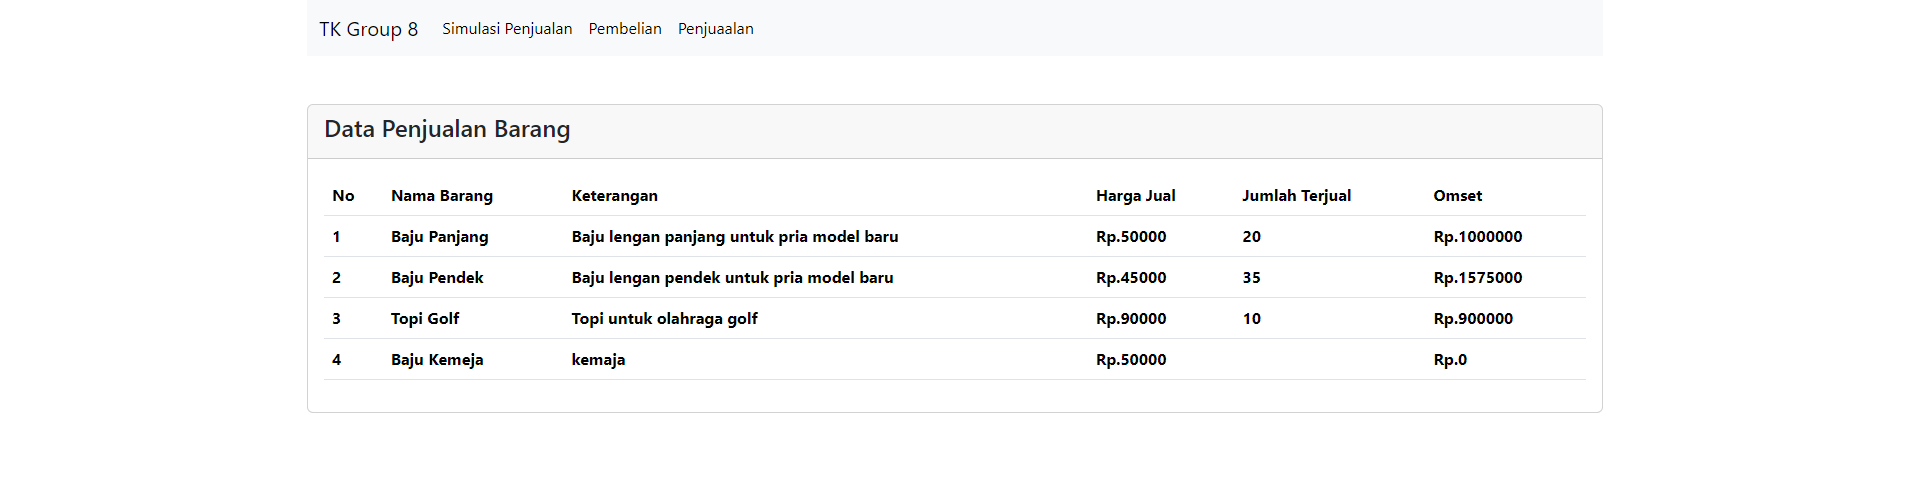 TK Group 8 Simulasi Penjualan Pembelian Penjuaalan
Data Penjualan Barang
No Nama Barang Keterangan Harga Jual Jumlah Terjual Omset
1 Baju Panjang Baju lengan panjang untuk pria model baru Rp.50000 20 Rp.1000000
2 Baju Pendek Baju lengan pendek untuk pria model baru Rp.45000 35 Rp.1575000
3 Topi Golf Topi untuk olahraga golf Rp.90000 10 Rp.900000
4 Baju Kemeja kemaja Rp.50000 Rp.0